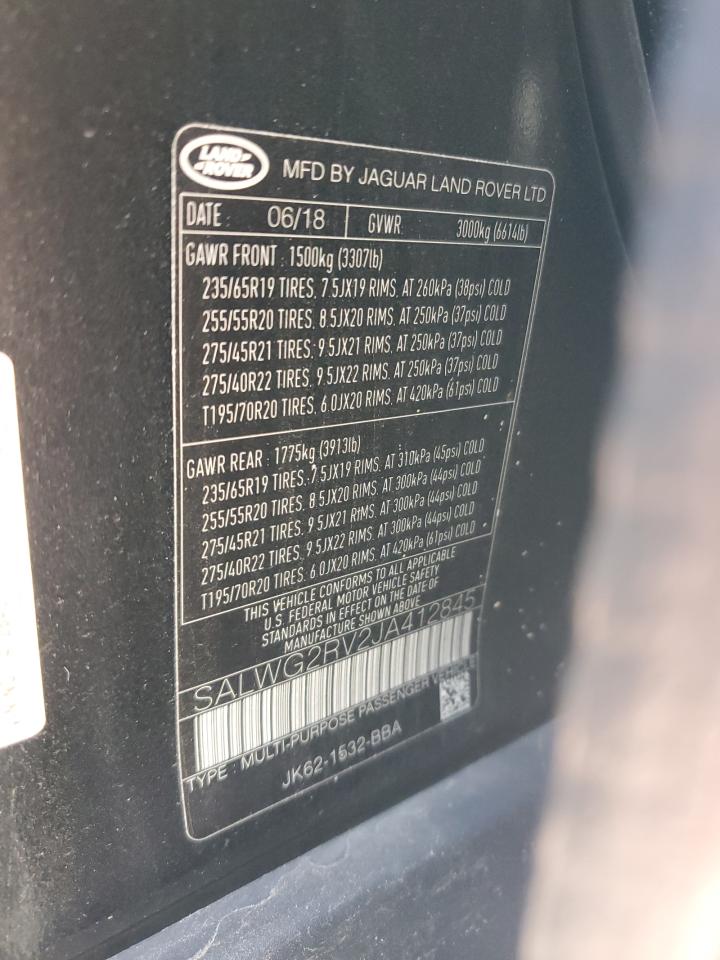 LAND
ROVER
MFD BY JAGUAR LAND ROVER LTD
DATE: 06/18 GVWR: 3000kg (6614lb)
GAWR FRONT : 1500kg (3307lb)
235/65R19 TIRES, 7.5JX19 RIMS, AT 260kPa (38psi) COLD
255/55R20 TIRES, 8.5JX20 RIMS, AT 250kPa (37psi) COLD
275/45R21 TIRES, 9.5JX21 RIMS, AT 250kPa (37psi) COLD
275/40R22 TIRES, 9.5JX22 RIMS, AT 250kPa (37psi) COLD
T195/70R20 TIRES, 6.0JX20 RIMS, AT 420kPa (61psi) COLD
GAWR REAR : 1775kg (3913lb)
235/65R19 TIRES, 7.5JX19 RIMS, AT 310kPa (45psi) COLD
255/55R20 TIRES, 8.5JX20 RIMS, AT 300kPa (44psi) COLD
275/45R21 TIRES, 9.5JX21 RIMS, AT 300kPa (44psi) COLD
275/40R22 TIRES, 9.5JX22 RIMS, AT 300kPa (44psi) COLD
T195/70R20 TIRES, 6.0JX20 RIMS, AT 420kPa (61psi) COLD
THIS VEHICLE CONFORMS TO ALL APPLICABLE
U.S. FEDERAL MOTOR VEHICLE SAFETY
STANDARDS IN EFFECT ON THE DATE OF
MANUFACTURE SHOWN ABOVE
SALWG2RV2JA412845
TYPE : MULTI-PURPOSE PASSENGER VEHICLE
JK62-1532-BBA